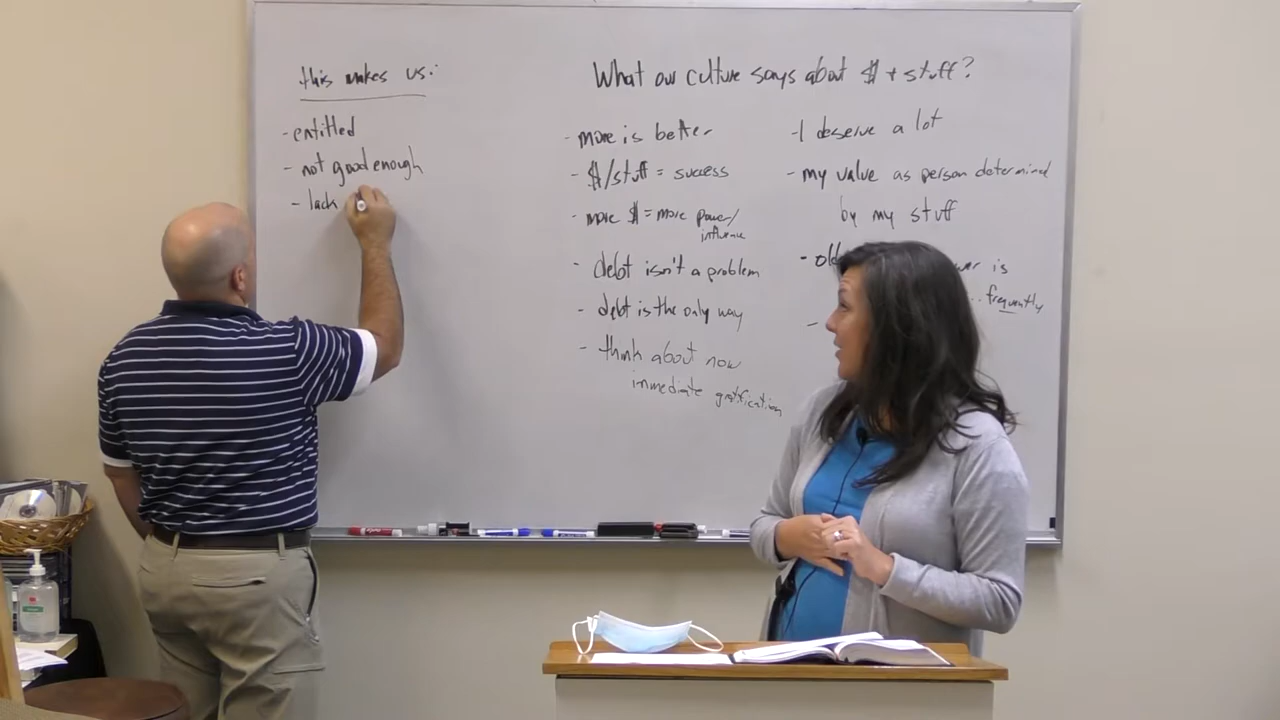 this makes us:
- entitled
- not good enough
- lack
What our culture says about $ + stuff?
- more is better
- $/stuff = success
- more $ = more power/
influence
- debt isn't a problem
- debt is the only way
- think about now
immediate gratification
- I deserve a lot
- my value as person determined
by my stuff
- old
is
... frequently
-